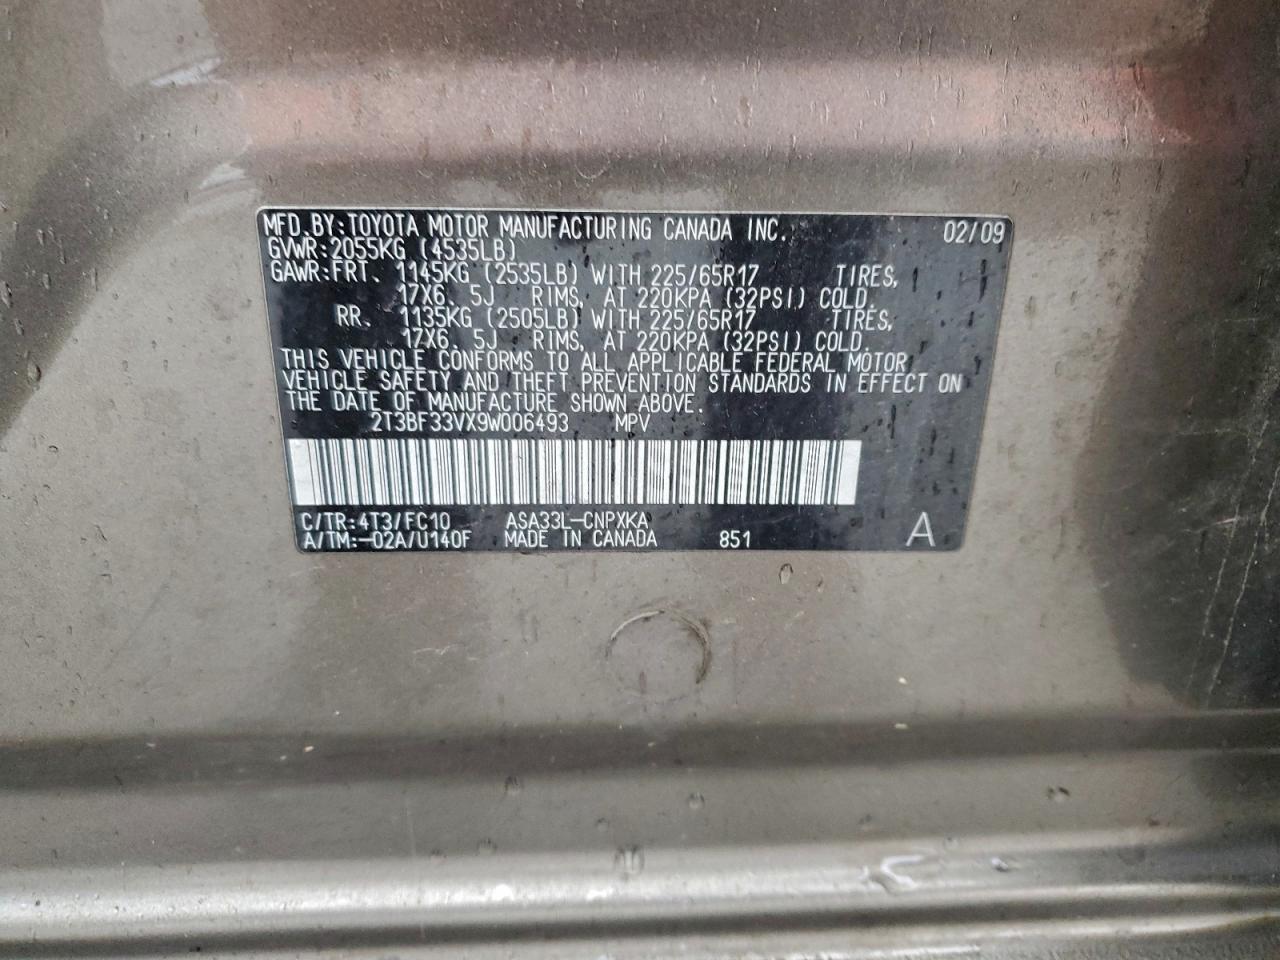 MFD.BY:TOYOTA MOTOR MANUFACTURING CANADA INC. 02/09
GVWR:2055KG (4535LB)
GAWR:FRT. 1145KG (2535LB) WITH 225/65R17 TIRES,
17X6.5J RIMS, AT 220KPA (32PSI) COLD.
RR. 1135KG (2505LB) WITH 225/65R17 TIRES,
17X6.5J RIMS, AT 220KPA (32PSI) COLD.
THIS VEHICLE CONFORMS TO ALL APPLICABLE FEDERAL MOTOR
VEHICLE SAFETY AND THEFT PREVENTION STANDARDS IN EFFECT ON
THE DATE OF MANUFACTURE SHOWN ABOVE.
2T3BF33VX9W006493 MPV
C/TR:4T3/FC10 ASA33L-CNPXKA
A/TM:-02A/U140F MADE IN CANADA 851 A